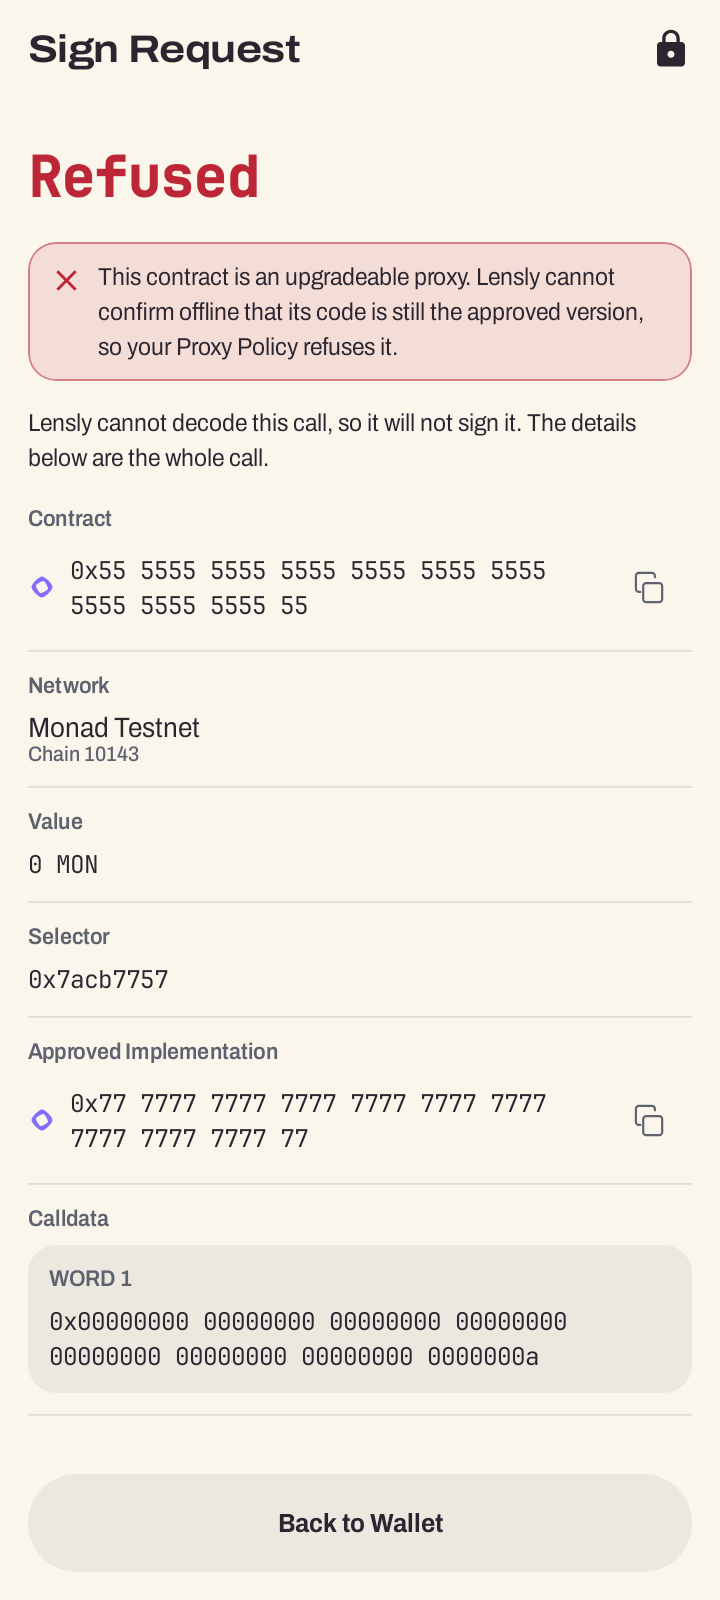 Sign Request
Refused
This contract is an upgradeable proxy. Lensly cannot
confirm offline that its code is still the approved version,
so your Proxy Policy refuses it.
Lensly cannot decode this call, so it will not sign it. The details
below are the whole call.
Contract
0x55 5555 5555 5555 5555 5555 5555
5555 5555 5555 55
Network
Monad Testnet
Chain 10143
Value
0 MON
Selector
0x7acb7757
Approved Implementation
0x77 7777 7777 7777 7777 7777 7777
7777 7777 7777 77
Calldata
WORD 1
0x00000000 00000000 00000000 00000000
00000000 00000000 00000000 0000000a
Back to Wallet